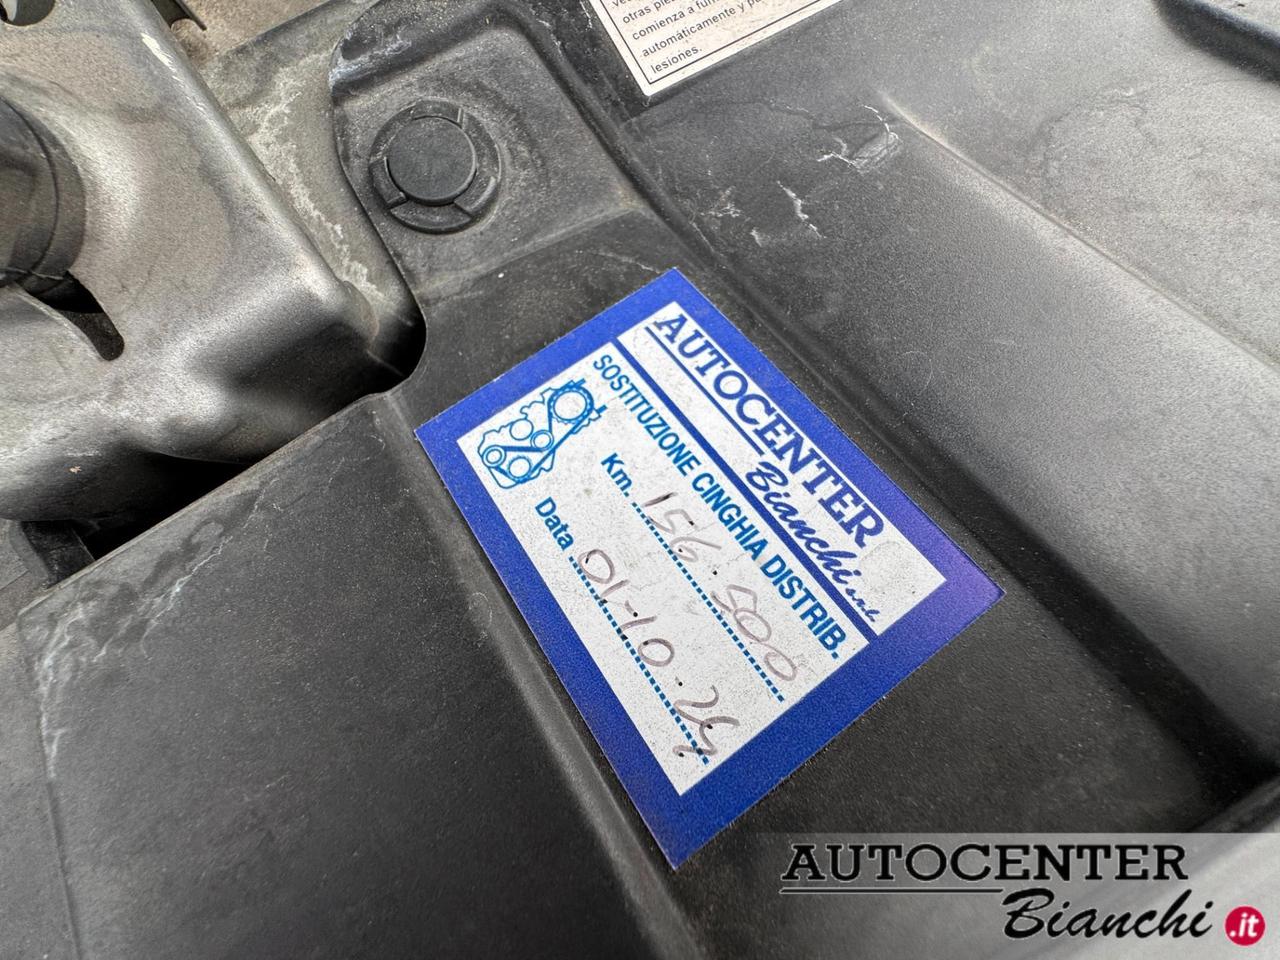 otras pie
comienza a fun
automáticamente y p
lesiones.
AUTOCENTER
Bianchi s.r.l.
SOSTITUZIONE CINGHIA DISTRIB.
Km. 156.500
Data 01-10-24
AUTOCENTER
Bianchi .it